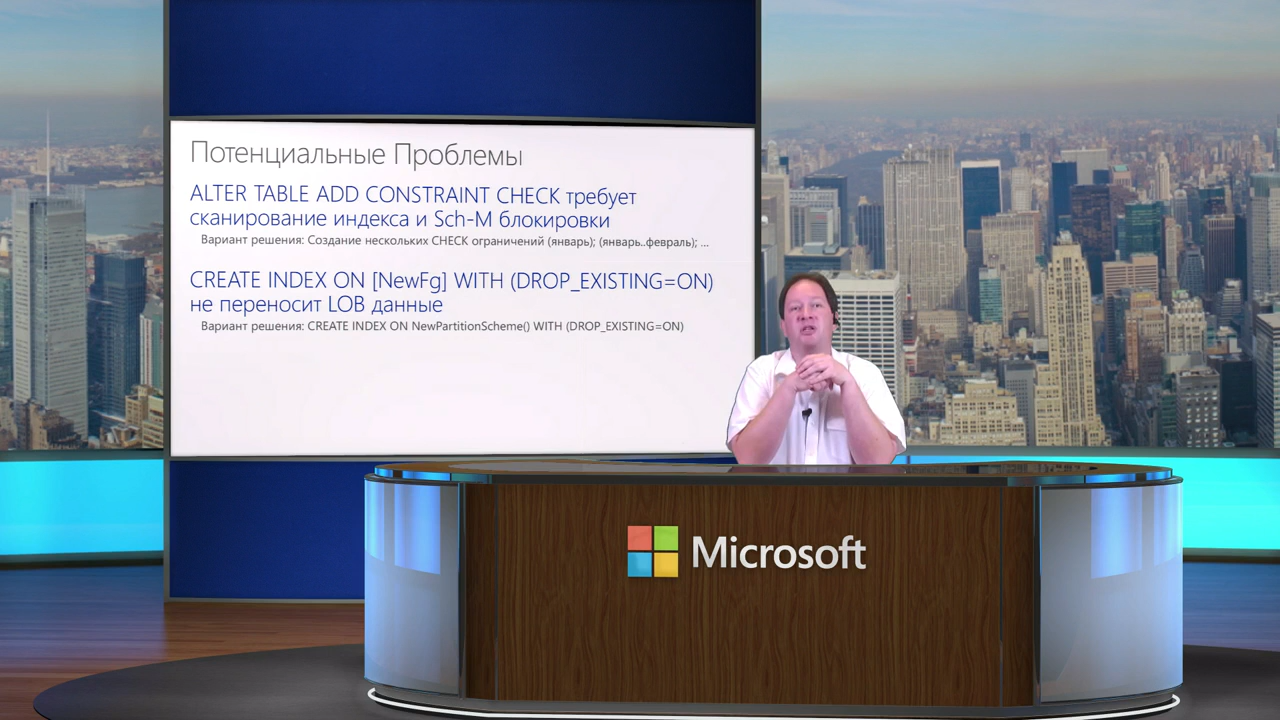 Потенциальные Проблемы
ALTER TABLE ADD CONSTRAINT CHECK требует
сканирование индекса и Sch-M блокировки
Вариант решения: Создание нескольких CHECK ограничений (январь); (январь..февраль); ...
CREATE INDEX ON [NewFg] WITH (DROP_EXISTING=ON)
не переносит LOB данные
Вариант решения: CREATE INDEX ON NewPartitionScheme() WITH (DROP_EXISTING=ON)
Microsoft